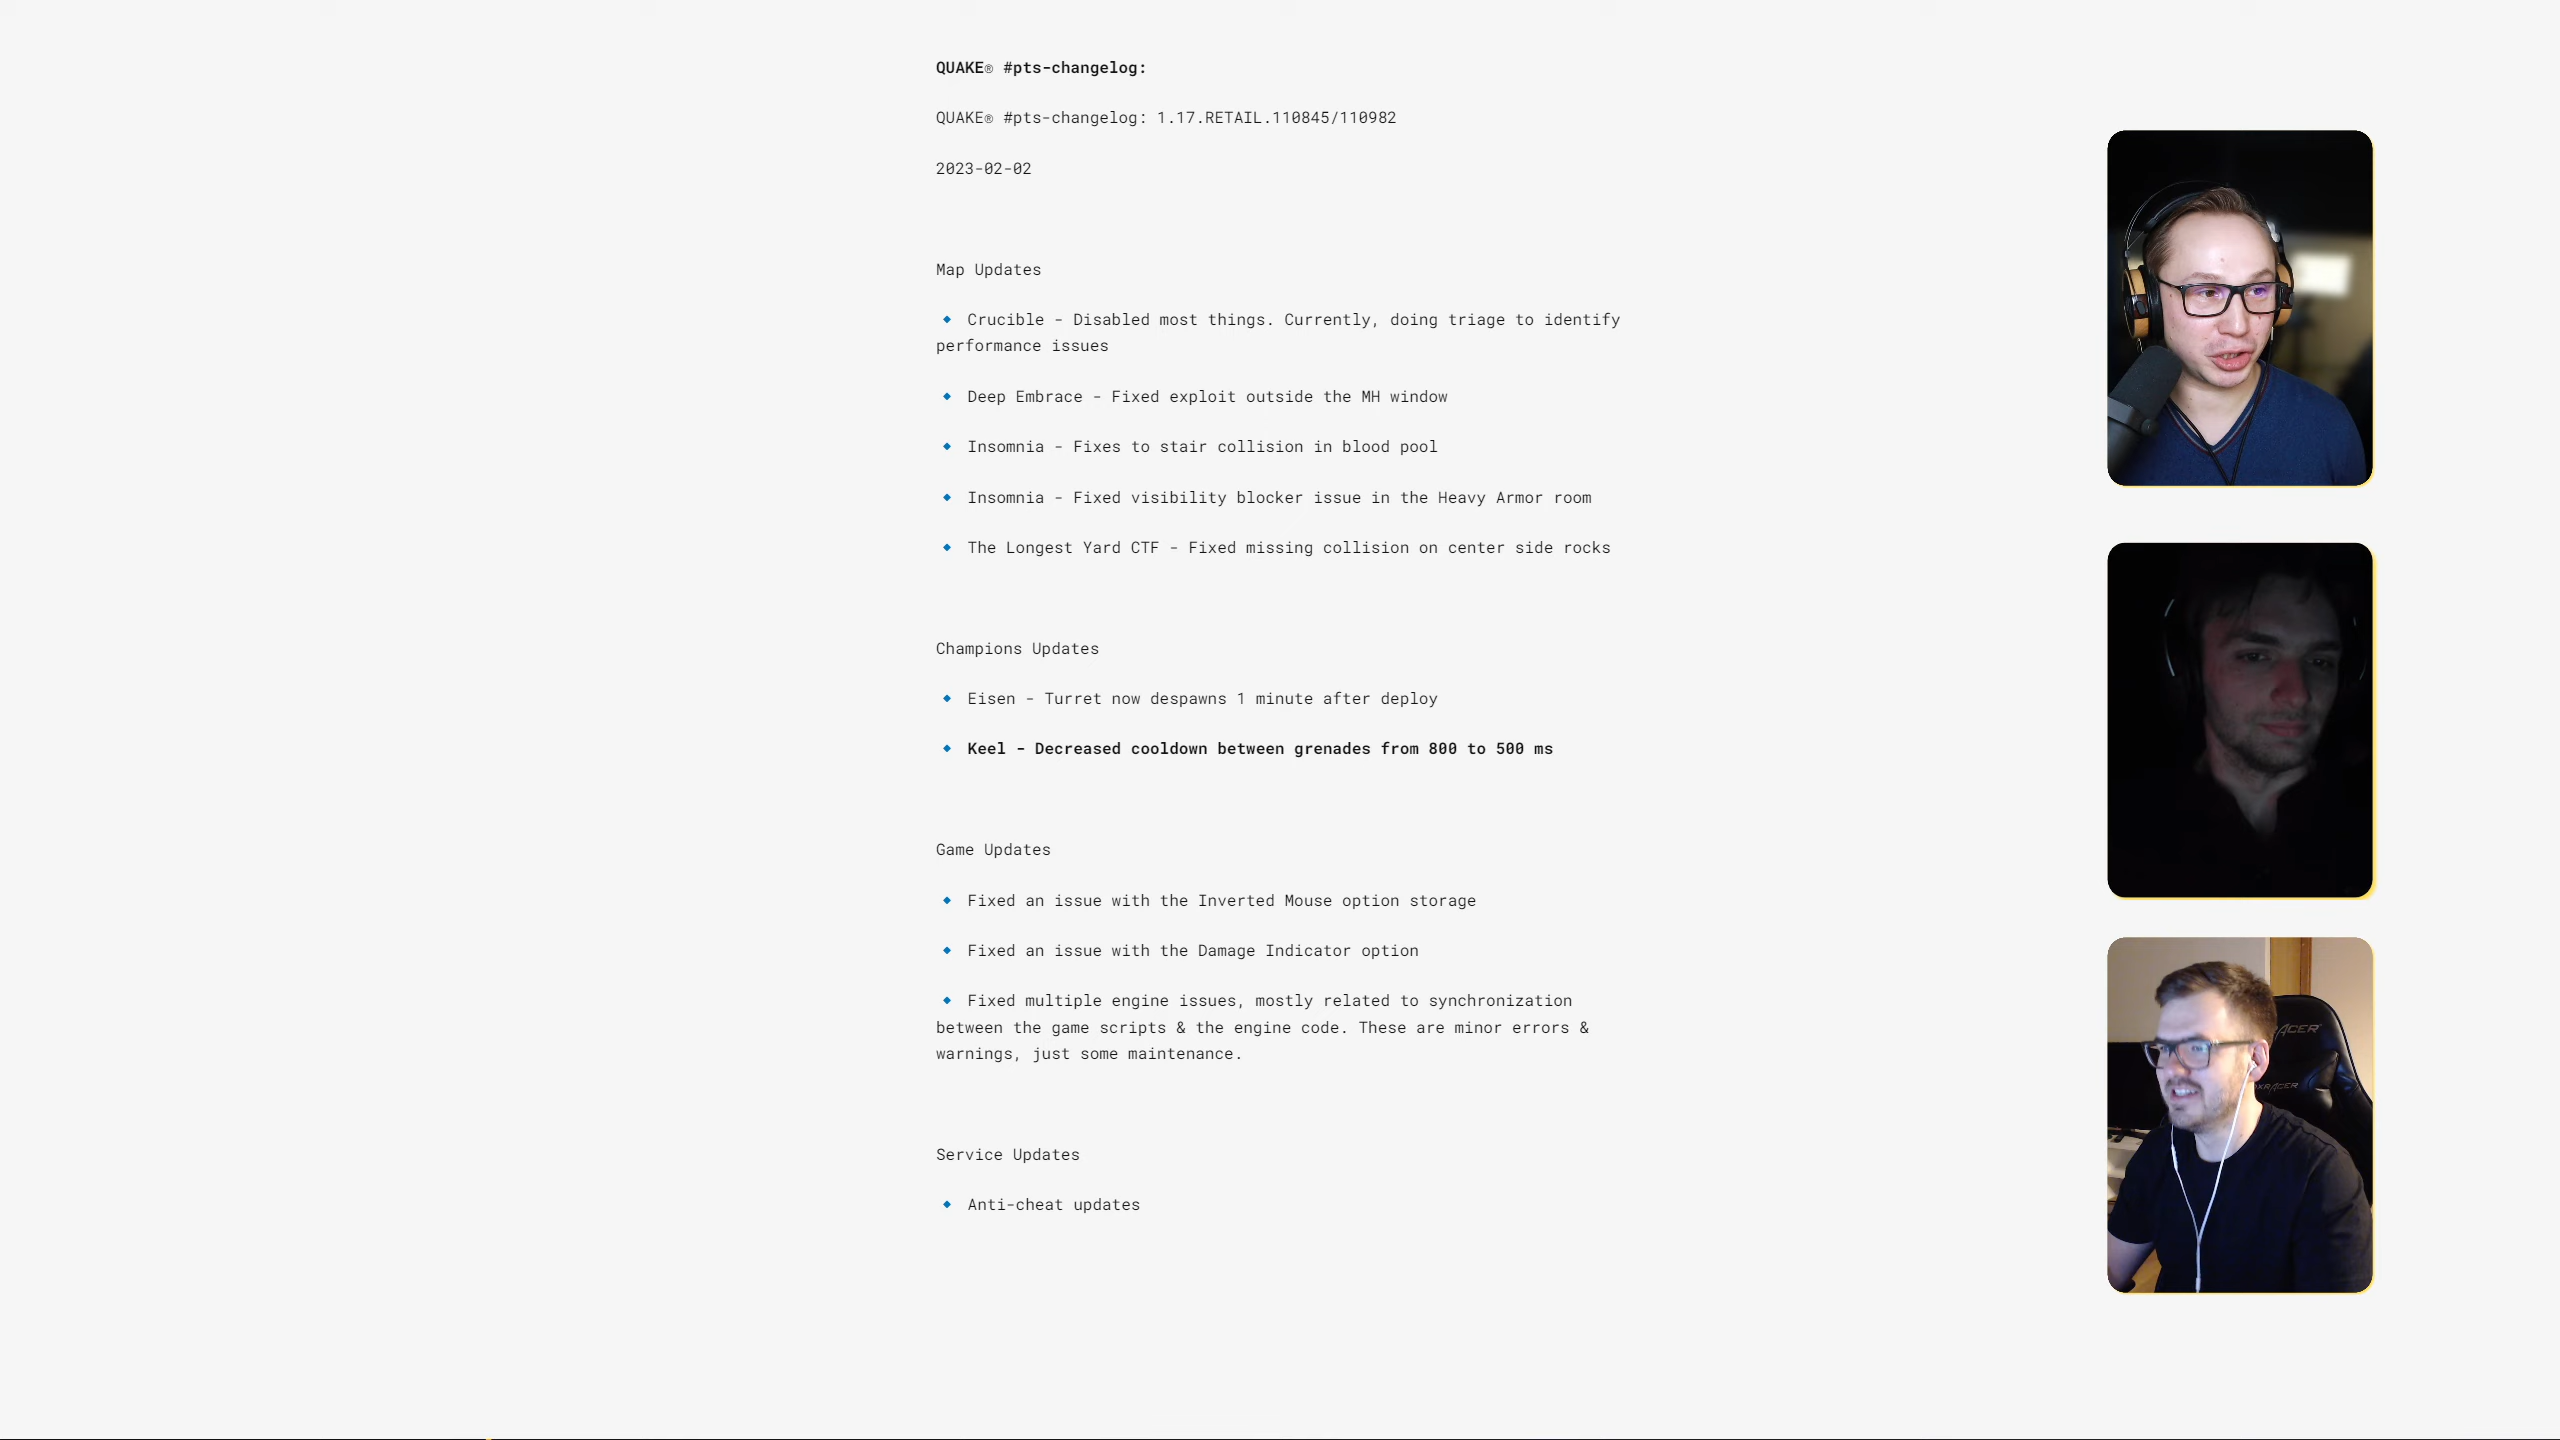 QUAKE® #pts-changelog:
QUAKE® #pts-changelog: 1.17.RETAIL.110845/110982
2023-02-02
Map Updates
🔹 Crucible - Disabled most things. Currently, doing triage to identify
performance issues
🔹 Deep Embrace - Fixed exploit outside the MH window
🔹 Insomnia - Fixes to stair collision in blood pool
🔹 Insomnia - Fixed visibility blocker issue in the Heavy Armor room
🔹 The Longest Yard CTF - Fixed missing collision on center side rocks
Champions Updates
🔹 Eisen - Turret now despawns 1 minute after deploy
🔹 Keel - Decreased cooldown between grenades from 800 to 500 ms
Game Updates
🔹 Fixed an issue with the Inverted Mouse option storage
🔹 Fixed an issue with the Damage Indicator option
🔹 Fixed multiple engine issues, mostly related to synchronization
between the game scripts & the engine code. These are minor errors &
warnings, just some maintenance.
Service Updates
🔹 Anti-cheat updates